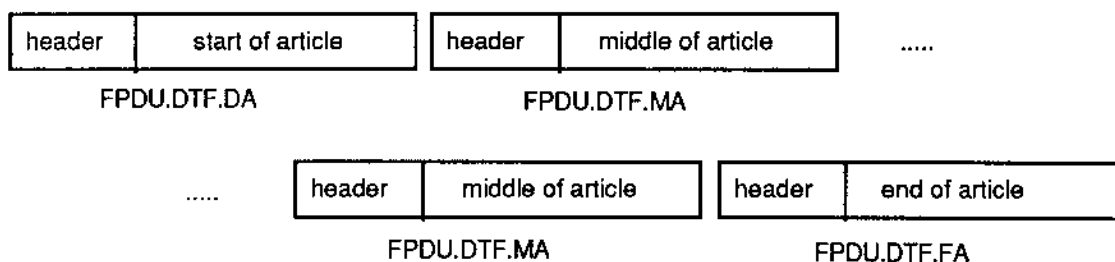 header start of article header middle of article .....
FPDU.DTF.DA FPDU.DTF.MA
..... header middle of article header end of article
FPDU.DTF.MA FPDU.DTF.FA